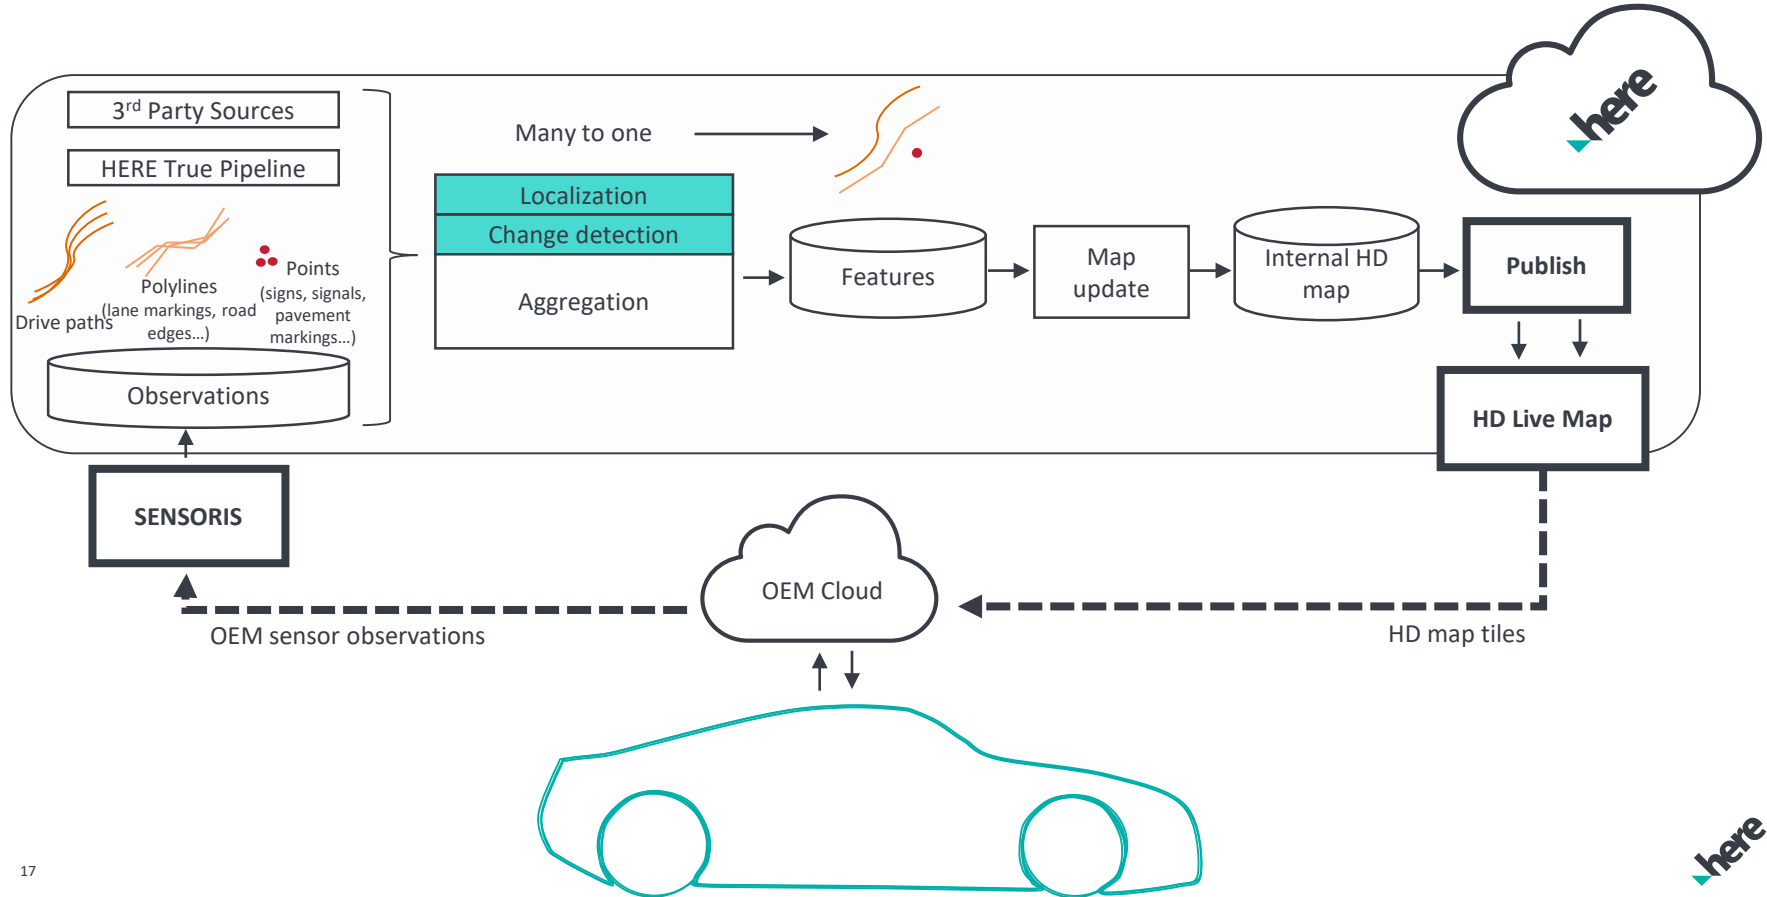 here
3rd Party Sources
HERE True Pipeline
Many to one
Localization
Change detection
Aggregation
Drive paths
Polylines
(lane markings, road
edges…)
Points
(signs, signals,
pavement
markings…)
Observations
Features
Map
update
Internal HD
map
Publish
HD Live Map
SENSORIS
OEM Cloud
OEM sensor observations
HD map tiles
17
here